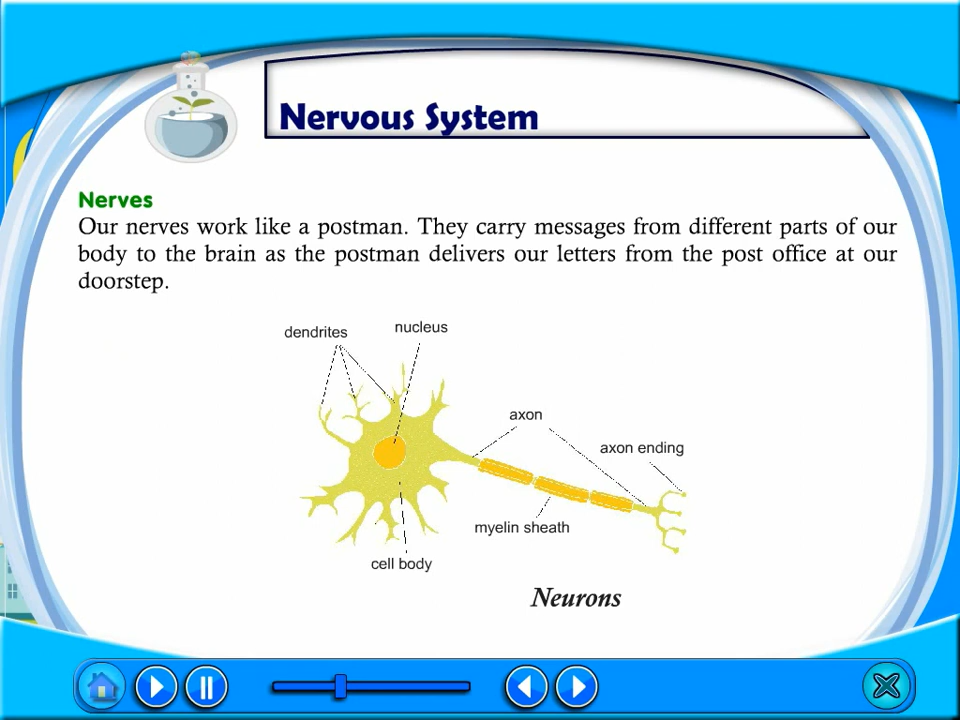 Nervous System
Nerves
Our nerves work like a postman. They carry messages from different parts of our
body to the brain as the postman delivers our letters from the post office at our
doorstep.
dendrites
nucleus
axon
axon ending
myelin sheath
cell body
Neurons